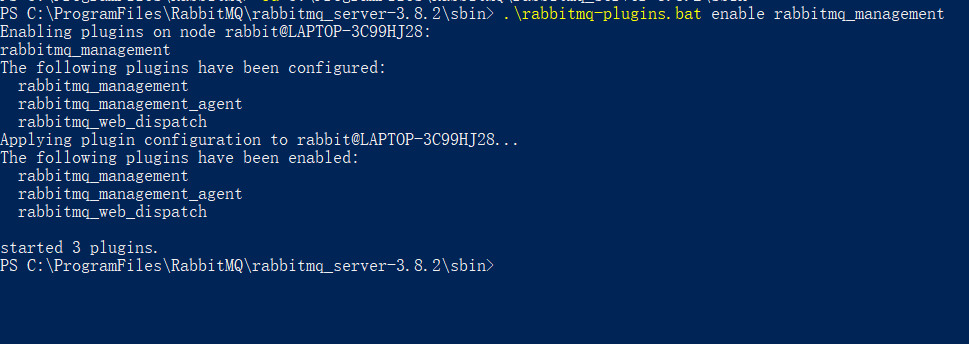 PS C:\ProgramFiles\RabbitMQ\rabbitmq_server-3.8.2\sbin> .\rabbitmq-plugins.bat enable rabbitmq_management
Enabling plugins on node rabbit@LAPTOP-3C99HJ28:
rabbitmq_management
The following plugins have been configured:
  rabbitmq_management
  rabbitmq_management_agent
  rabbitmq_web_dispatch
Applying plugin configuration to rabbit@LAPTOP-3C99HJ28...
The following plugins have been enabled:
  rabbitmq_management
  rabbitmq_management_agent
  rabbitmq_web_dispatch

started 3 plugins.
PS C:\ProgramFiles\RabbitMQ\rabbitmq_server-3.8.2\sbin>